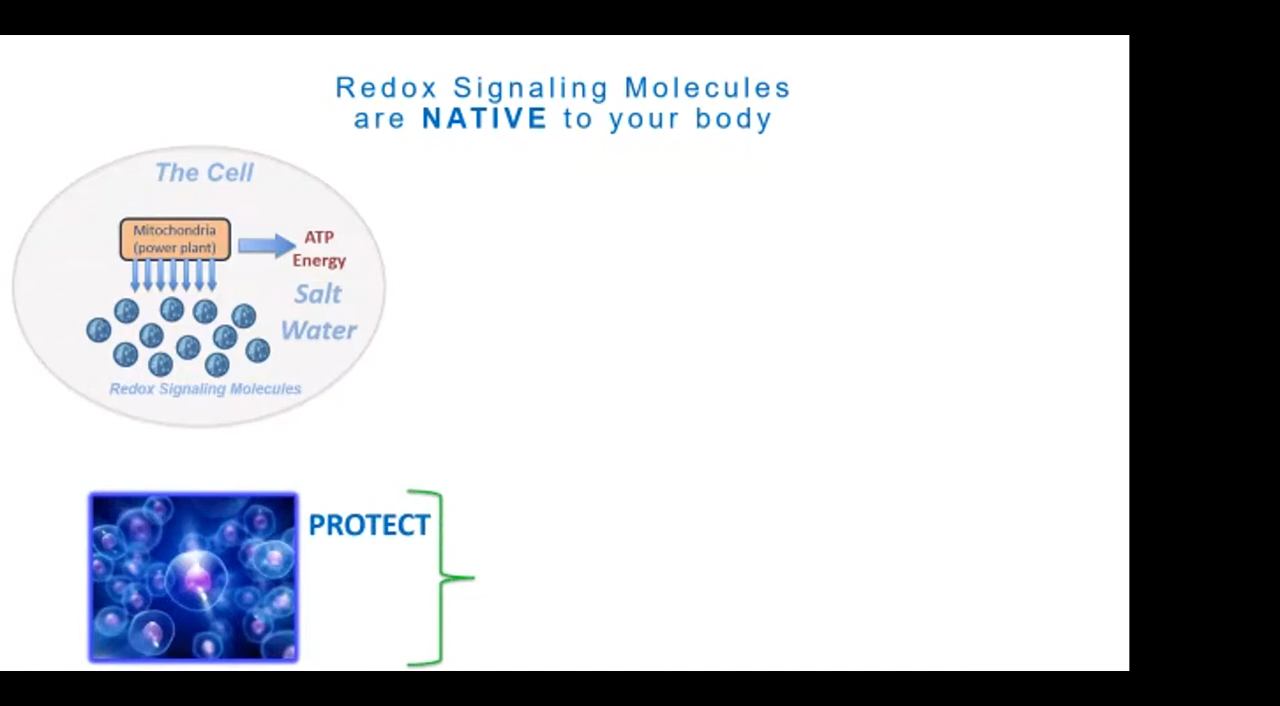 Redox Signaling Molecules
are NATIVE to your body
The Cell
Mitochondria
(power plant)
ATP
Energy
Salt
Water
Redox Signaling Molecules
PROTECT